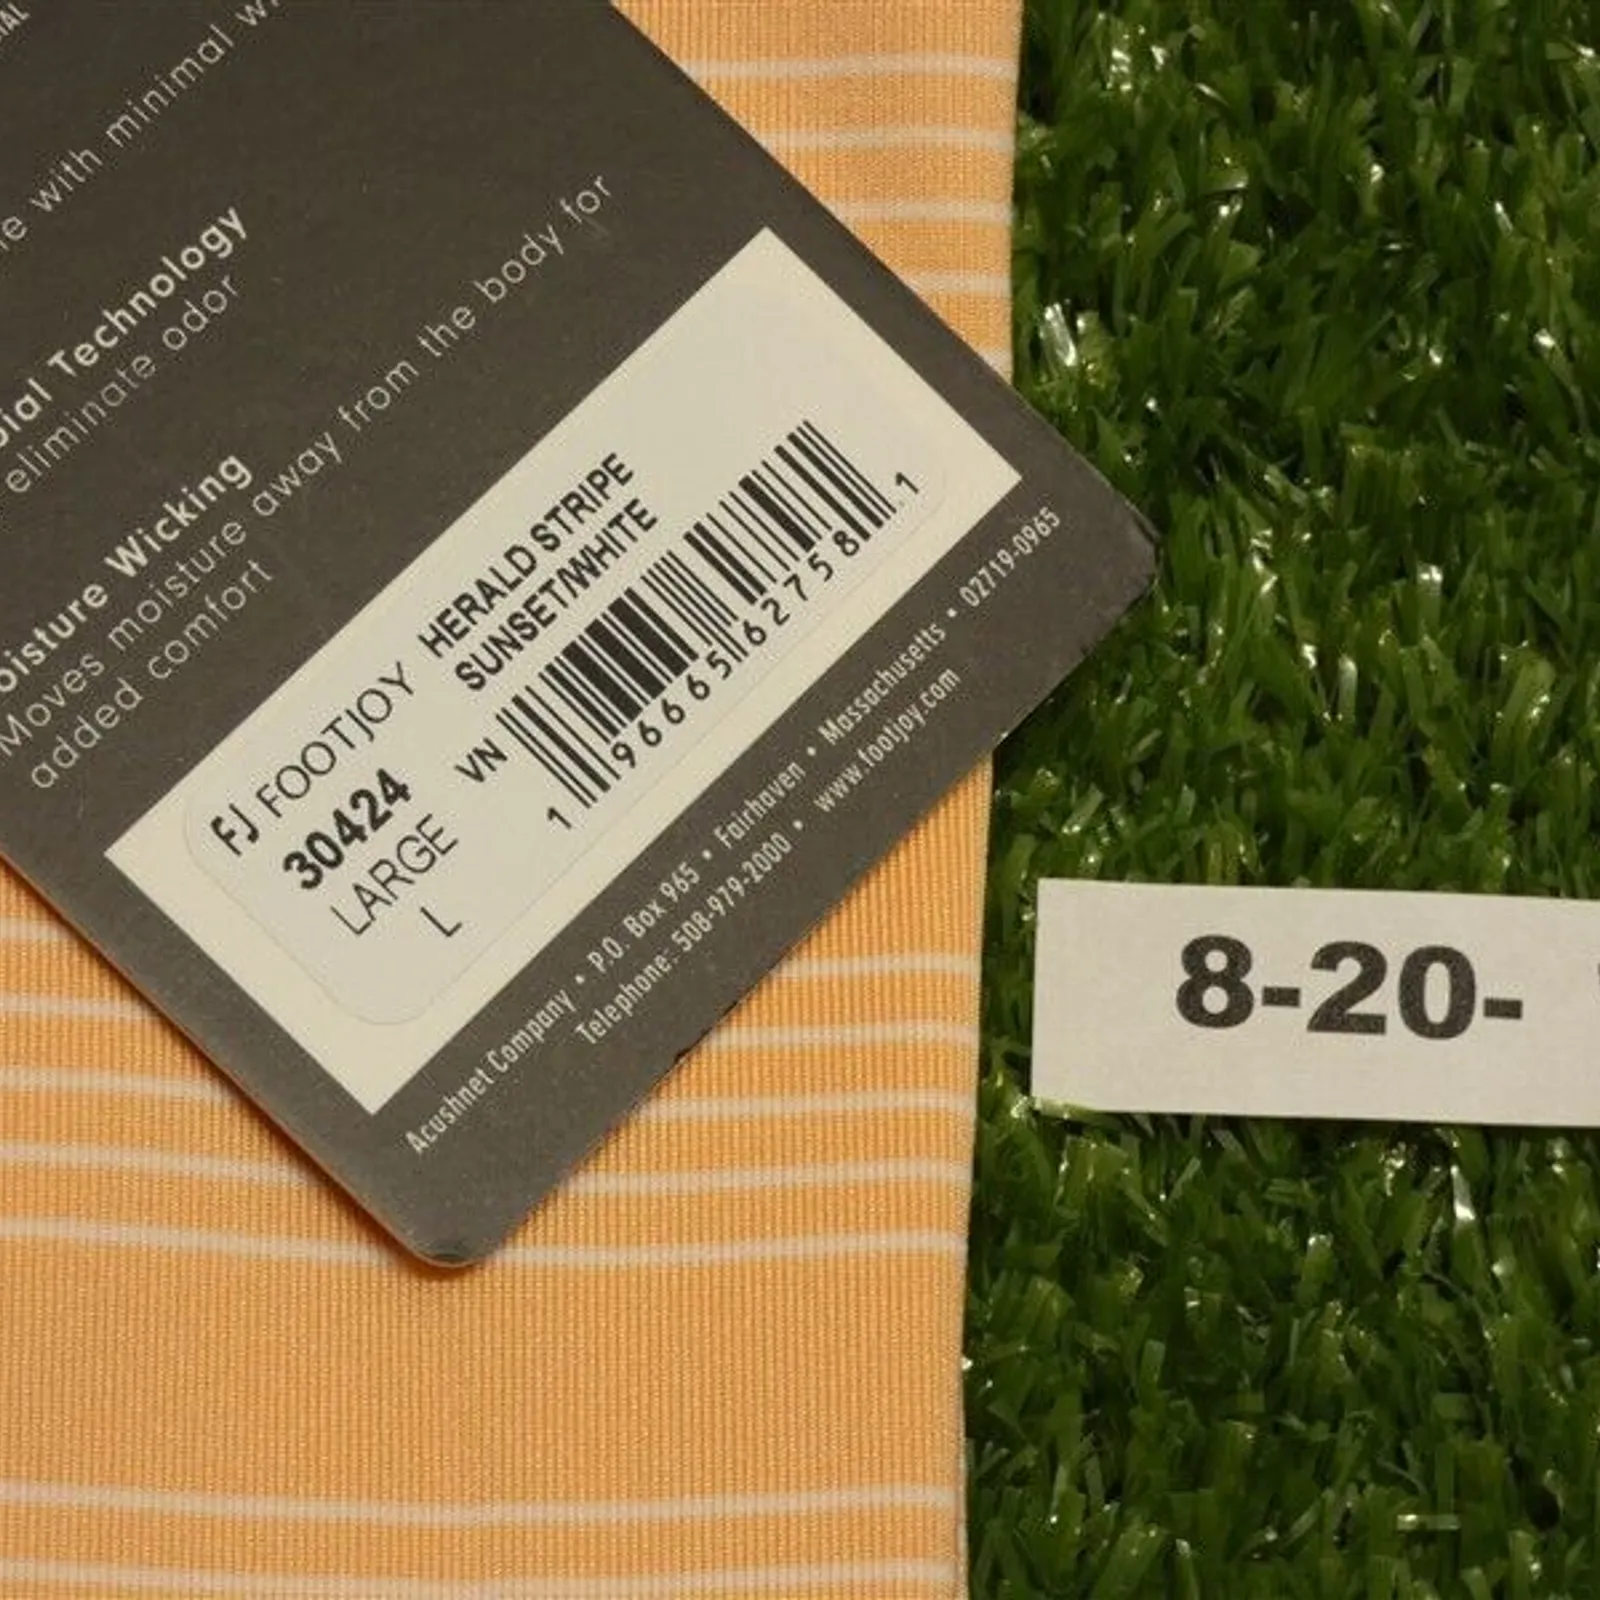 e with minimal w
ial Technology
eliminate odor
oisture Wicking
Moves moisture away from the body for
added comfort
FJ FOOTJOY
30424
LARGE
L
HERALD STRIPE
SUNSET/WHITE
VN
1 96665 62758 1
Acushnet Company • P.O. Box 965 • Fairhaven • Massachusetts • 02719-0965
Telephone: 508-979-2000 • www.footjoy.com
8-20-